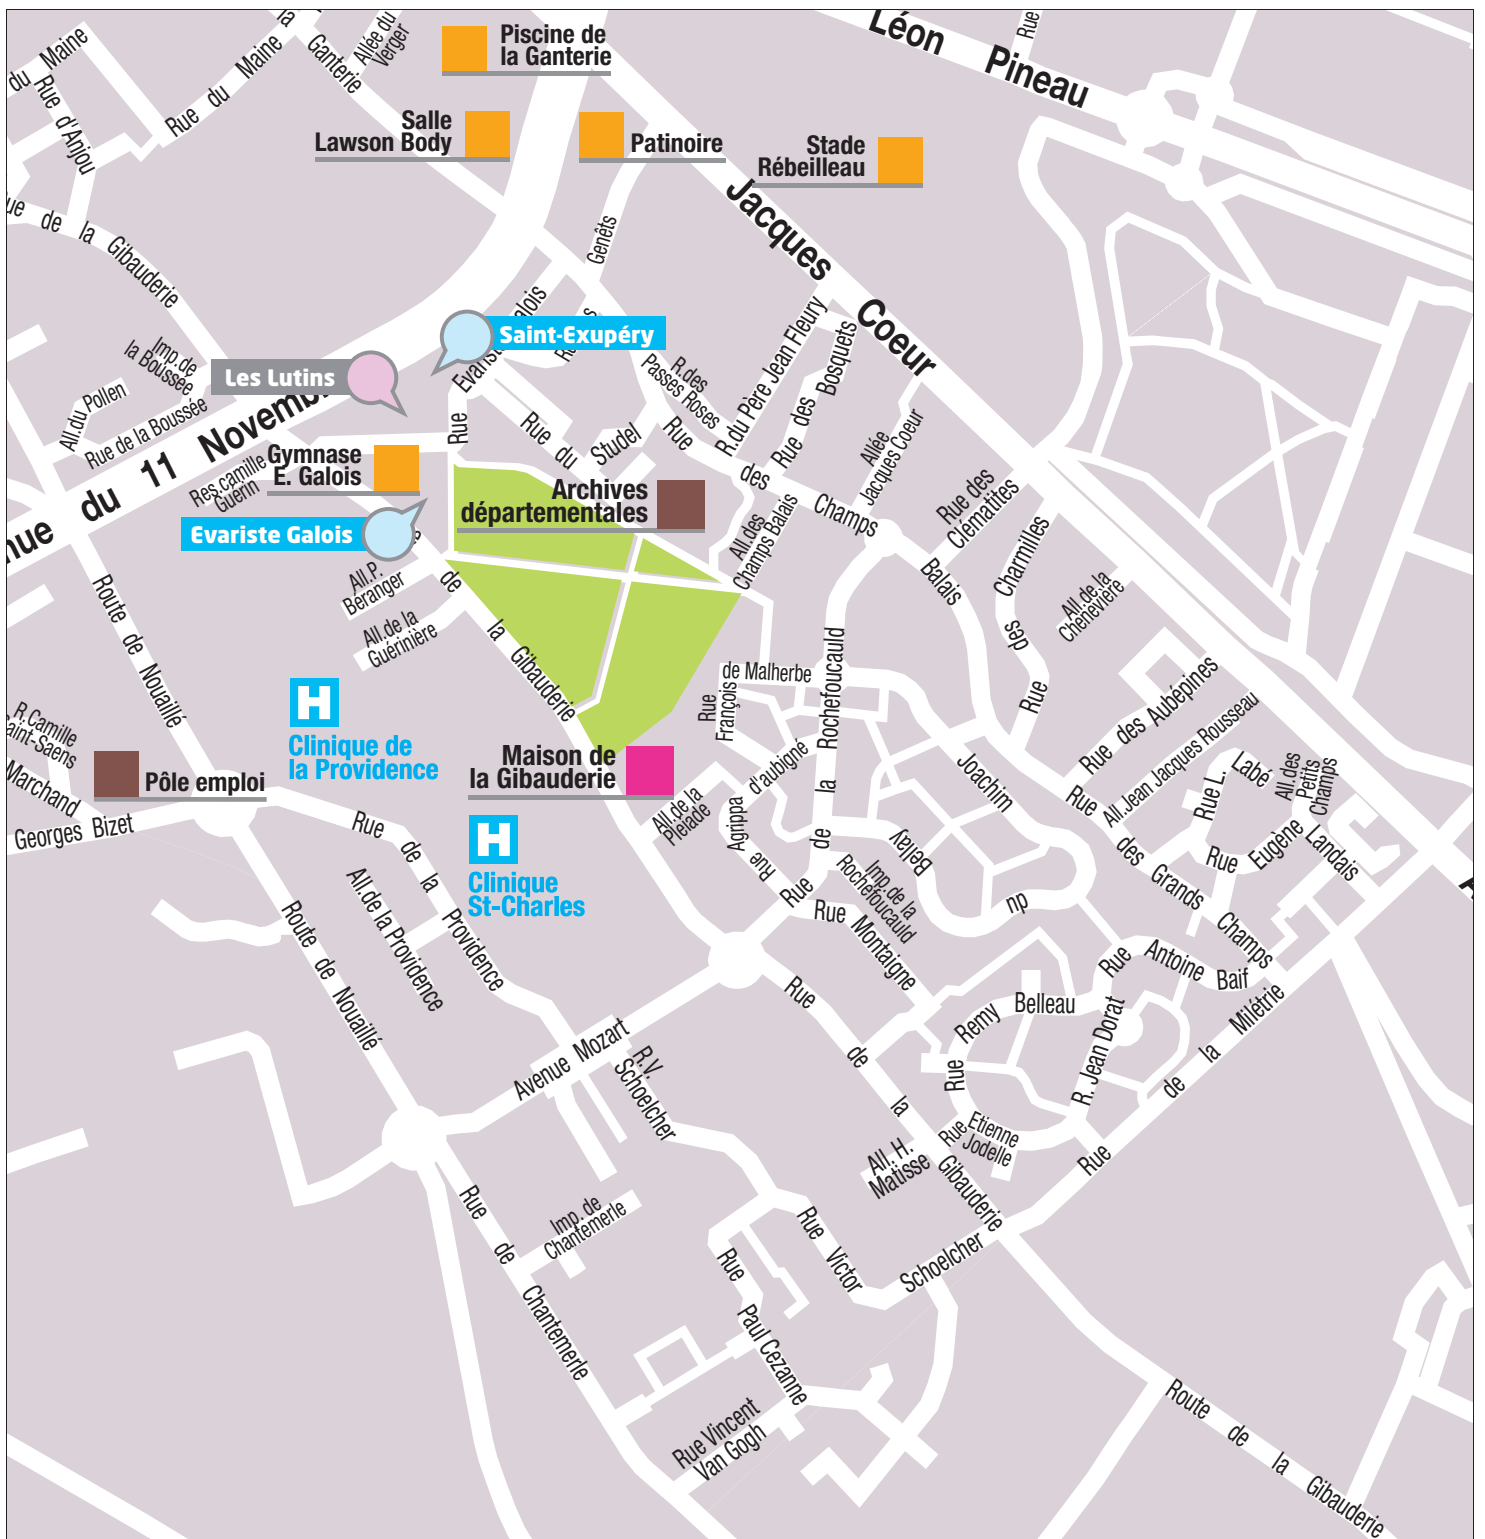 Léon Pineau
Rue
Piscine de
la Ganterie
Salle
Lawson Body
Patinoire
Stade
Rébeilleau
du Maine
Rue d'Anjou
Rue du Maine
la Ganterie
Allée du
Verger
Jacques Coeur
ue de la Gibauderie
Genêts
Evariste Galois
Rue
Saint-Exupéry
Les Lutins
Imp.de
la Boussée
All.du Pollen
Rue de la Boussée
nue du 11 Novemb
R.des
Passes Roses
R.du Père Jean Fleury
Rue des Bosquets
Allée
Jacques Coeur
Rue du
Studel
Rue des Champs Balais
Gymnase
E. Galois
Res.camille
Guérin
Archives
départementales
Evariste Galois
All.des
Champs Balais
Rue des
Clématites
Rue des Charmilles
All.de la
Chenevière
All.P.
Béranger
All.de la
Guérinière
de la Gibauderie
Route de Nouaillé
de Malherbe
Rue
François
Rue de la Rochefoucauld
Rue des Aubépines
All.Jean Jacques Rousseau
Clinique de
la Providence
R.Camille
Saint-Saens
Marchand
Pôle emploi
Georges Bizet
Maison de
la Gibauderie
Clinique
St-Charles
All.de la
Pleiade
Rue Agrippa d'aubigné
Joachim du Bellay
Imp.de la
Rochefoucauld
Rue L. Labé
All.des
Petits
Champs
Rue Eugène
Landais
Rue des Grands Champs
Rue de la Providence
All.de la Providence
Rue Montaigne
Route de Nouaillé
Rue Antoine Baif
Rue Remy Belleau
R. Jean Dorat
Rue de la Milétrie
Avenue Mozart
R.V.
Schoelcher
Rue de la Gibauderie
Rue Etienne
Jodelle
All. H.
Matisse
Imp. de
Chantemerle
Rue de Chantemerle
Rue Victor Schoelcher
Rue Paul Cezanne
Rue Vincent
Van Gogh
Route de la Gibauderie